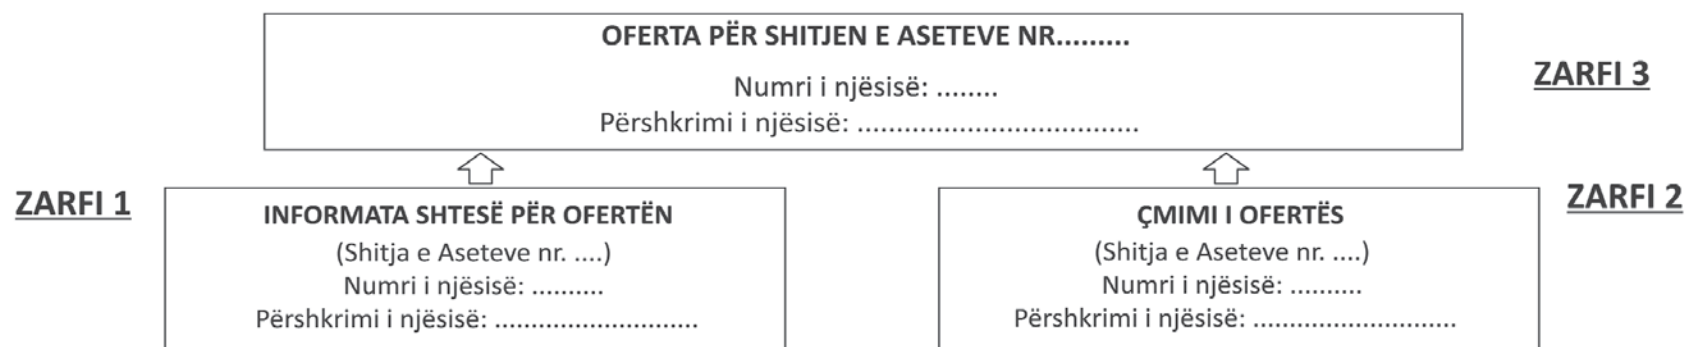 OFERTA PËR SHITJEN E ASETEVE NR.........
Numri i njësisë: ........
Përshkrimi i njësisë: ....................................
ZARFI 3
ZARFI 1
INFORMATA SHTESË PËR OFERTËN
(Shitja e Aseteve nr. ....)
Numri i njësisë: ..........
Përshkrimi i njësisë: ............................
ZARFI 2
ÇMIMI I OFERTËS
(Shitja e Aseteve nr. ....)
Numri i njësisë: ..........
Përshkrimi i njësisë: ............................